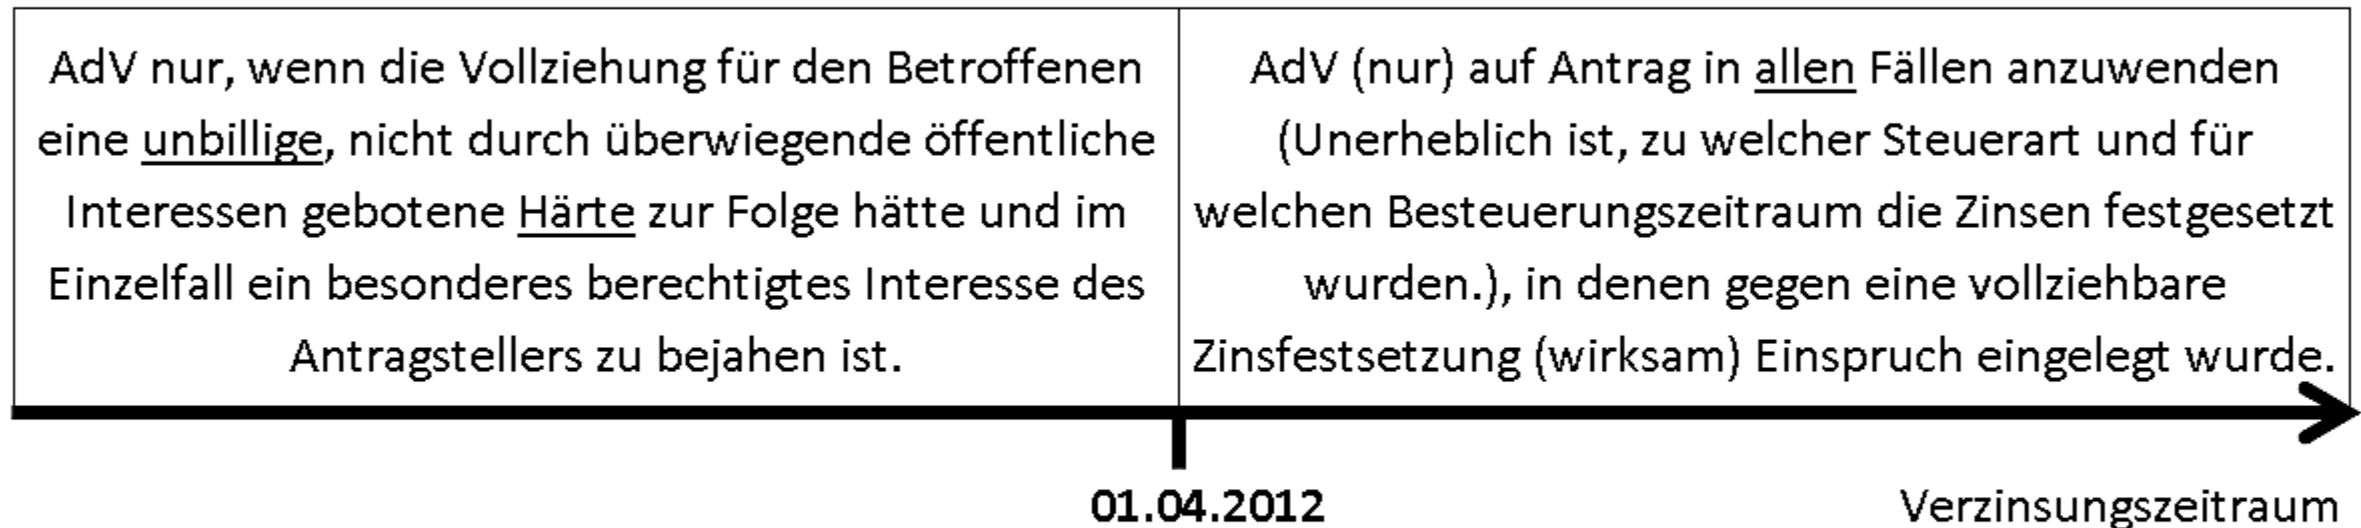 AdV nur, wenn die Vollziehung für den Betroffenen
eine unbillige, nicht durch überwiegende öffentliche
Interessen gebotene Härte zur Folge hätte und im
Einzelfall ein besonderes berechtigtes Interesse des
Antragstellers zu bejahen ist.
AdV (nur) auf Antrag in allen Fällen anzuwenden
(Unerheblich ist, zu welcher Steuerart und für
welchen Besteuerungszeitraum die Zinsen festgesetzt
wurden.), in denen gegen eine vollziehbare
Zinsfestsetzung (wirksam) Einspruch eingelegt wurde.
01.04.2012
Verzinsungszeitraum